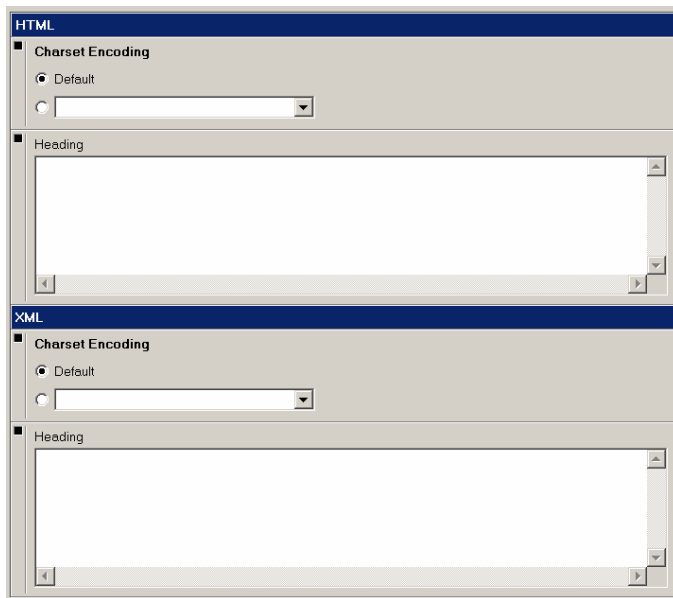 HTML
Charset Encoding
Default
Heading
XML
Charset Encoding
Default
Heading